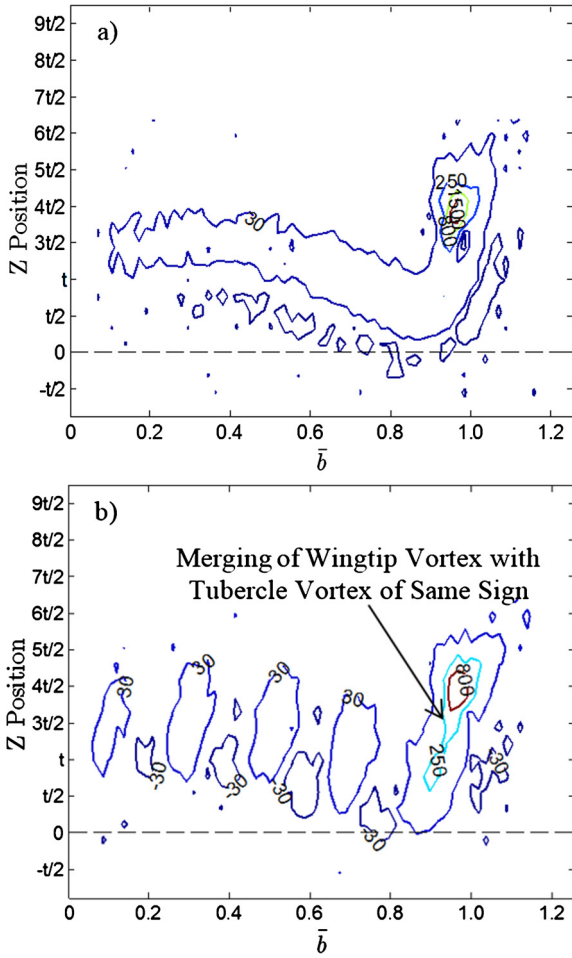 a)
9t/2
8t/2
7t/2
6t/2
5t/2
4t/2
3t/2
t
t/2
0
-t/2
Z Position
250
1500
800
30
0 0.2 0.4 0.6 0.8 1.0 1.2
b̄
b)
9t/2
8t/2
7t/2
6t/2
5t/2
4t/2
3t/2
t
t/2
0
-t/2
Z Position
Merging of Wingtip Vortex with
Tubercle Vortex of Same Sign
30
30
30
30
800
250
-30
-30
-30
-30
-30
0 0.2 0.4 0.6 0.8 1.0 1.2
b̄